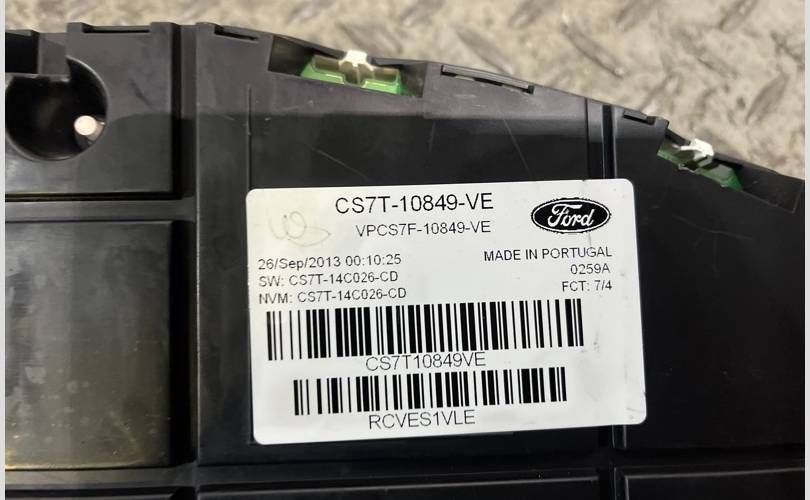 CS7T-10849-VE
VPCS7F-10849-VE
Ford
26/Sep/2013 00:10:25
MADE IN PORTUGAL
SW: CS7T-14C026-CD
0259A
NVM: CS7T-14C026-CD
FCT: 7/4
CS7T10849VE
RCVES1VLE